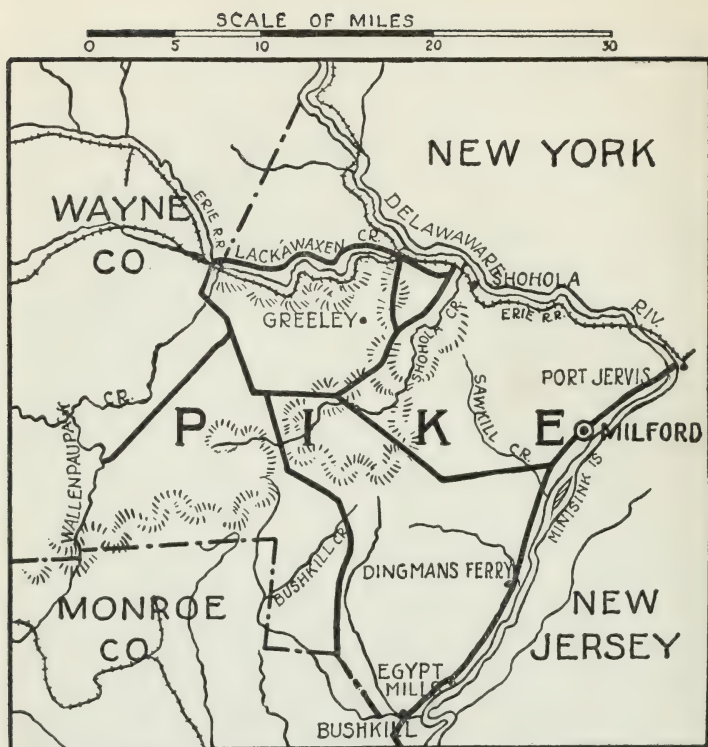 SCALE OF MILES
0 5 10 20 30
NEW YORK
DELAWAWARE
RIV.
ERIE R.R
WAYNE
CO
LACKAWAXEN CR.
SHOHOLA
ERIE R.R.
GREELEY
SHOHOLA CR.
PORT JERVIS
SAWKILL CR.
PIKE
MILFORD
WALLENPAUPAK CR.
MINISINK IS
BUSHKILL CR.
DINGMANS FERRY
MONROE
CO
NEW
JERSEY
EGYPT
MILLS
BUSHKILL